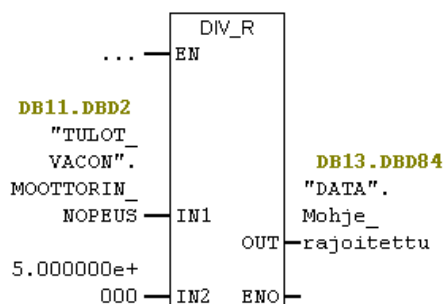 DIV_R
... EN
DB11.DBD2
"TULOT_
VACON".
MOOTTORIN_
NOPEUS IN1
DB13.DBD84
"DATA".
Mohje_
OUT rajoitettu
5.000000e+
000 IN2 ENO